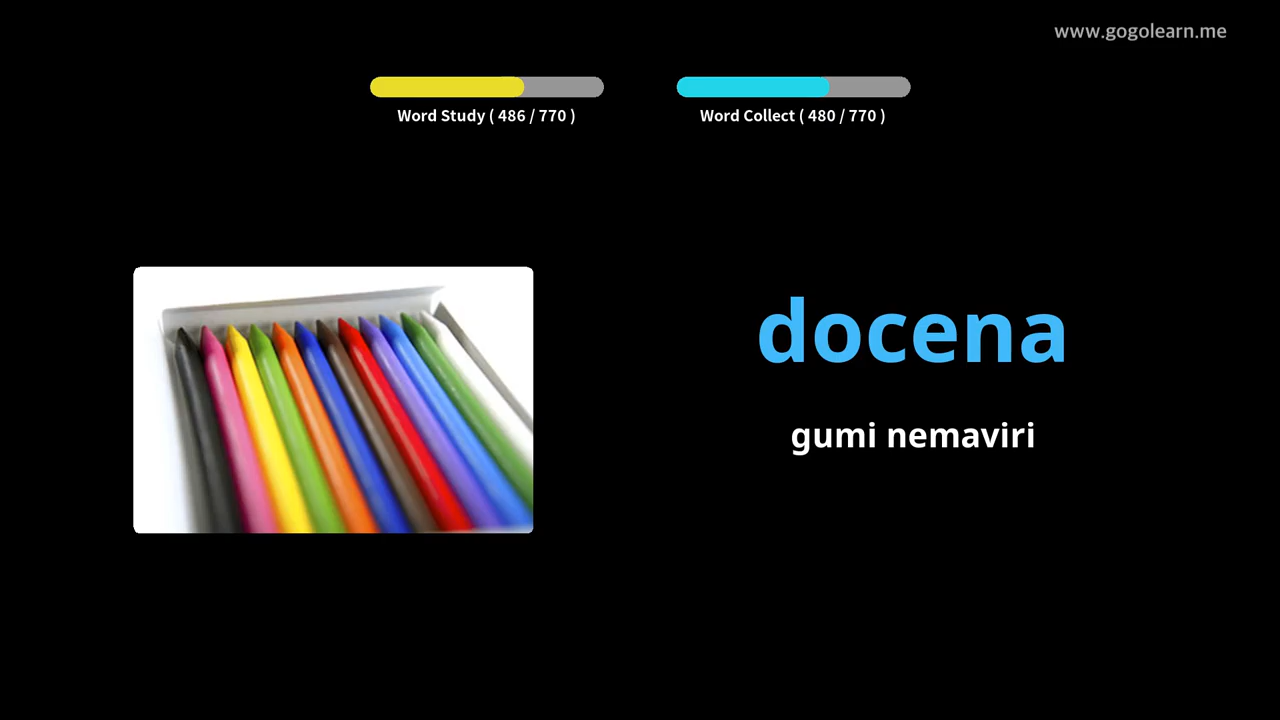 www.gogolearn.me
Word Study ( 486 / 770 )
Word Collect ( 480 / 770 )
docena
gumi nemaviri